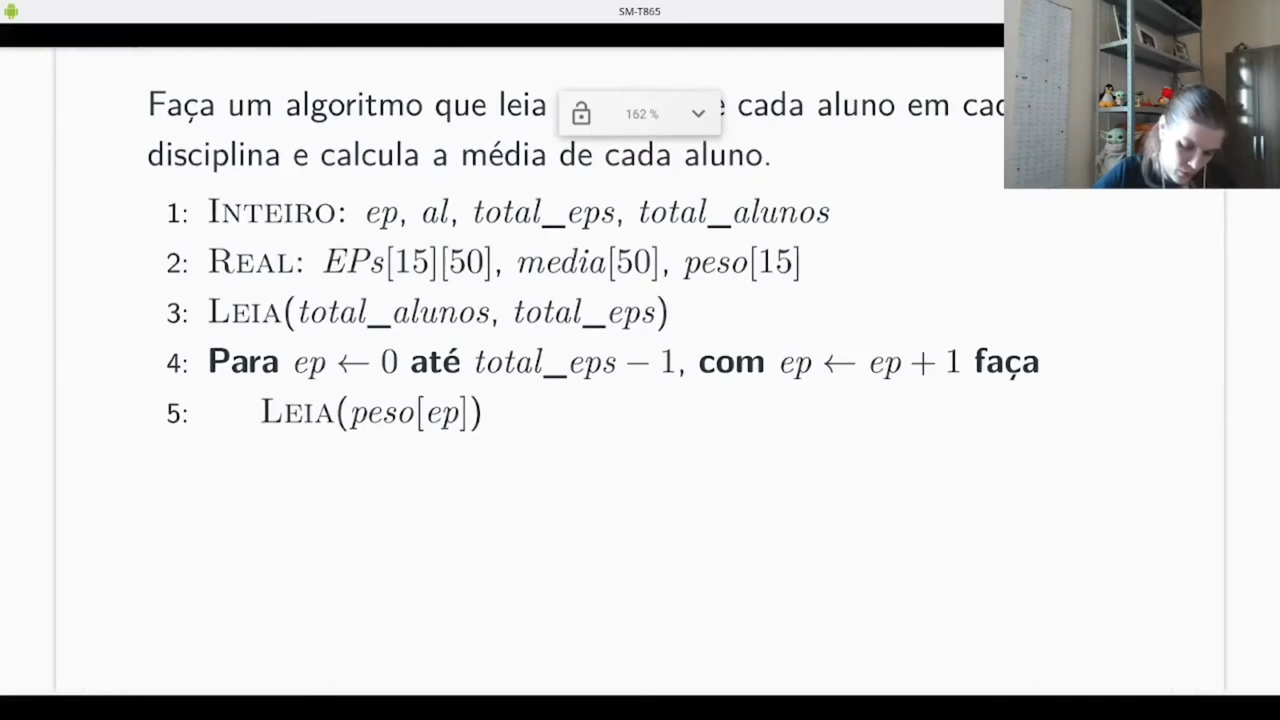 SM-T865
Faça um algoritmo que leia 162 % e cada aluno em cad
disciplina e calcula a média de cada aluno.
1: INTEIRO: ep, al, total_eps, total_alunos
2: REAL: EPs[15][50], media[50], peso[15]
3: LEIA(total_alunos, total_eps)
4: Para ep ← 0 até total_eps − 1, com ep ← ep + 1 faça
5: LEIA(peso[ep])